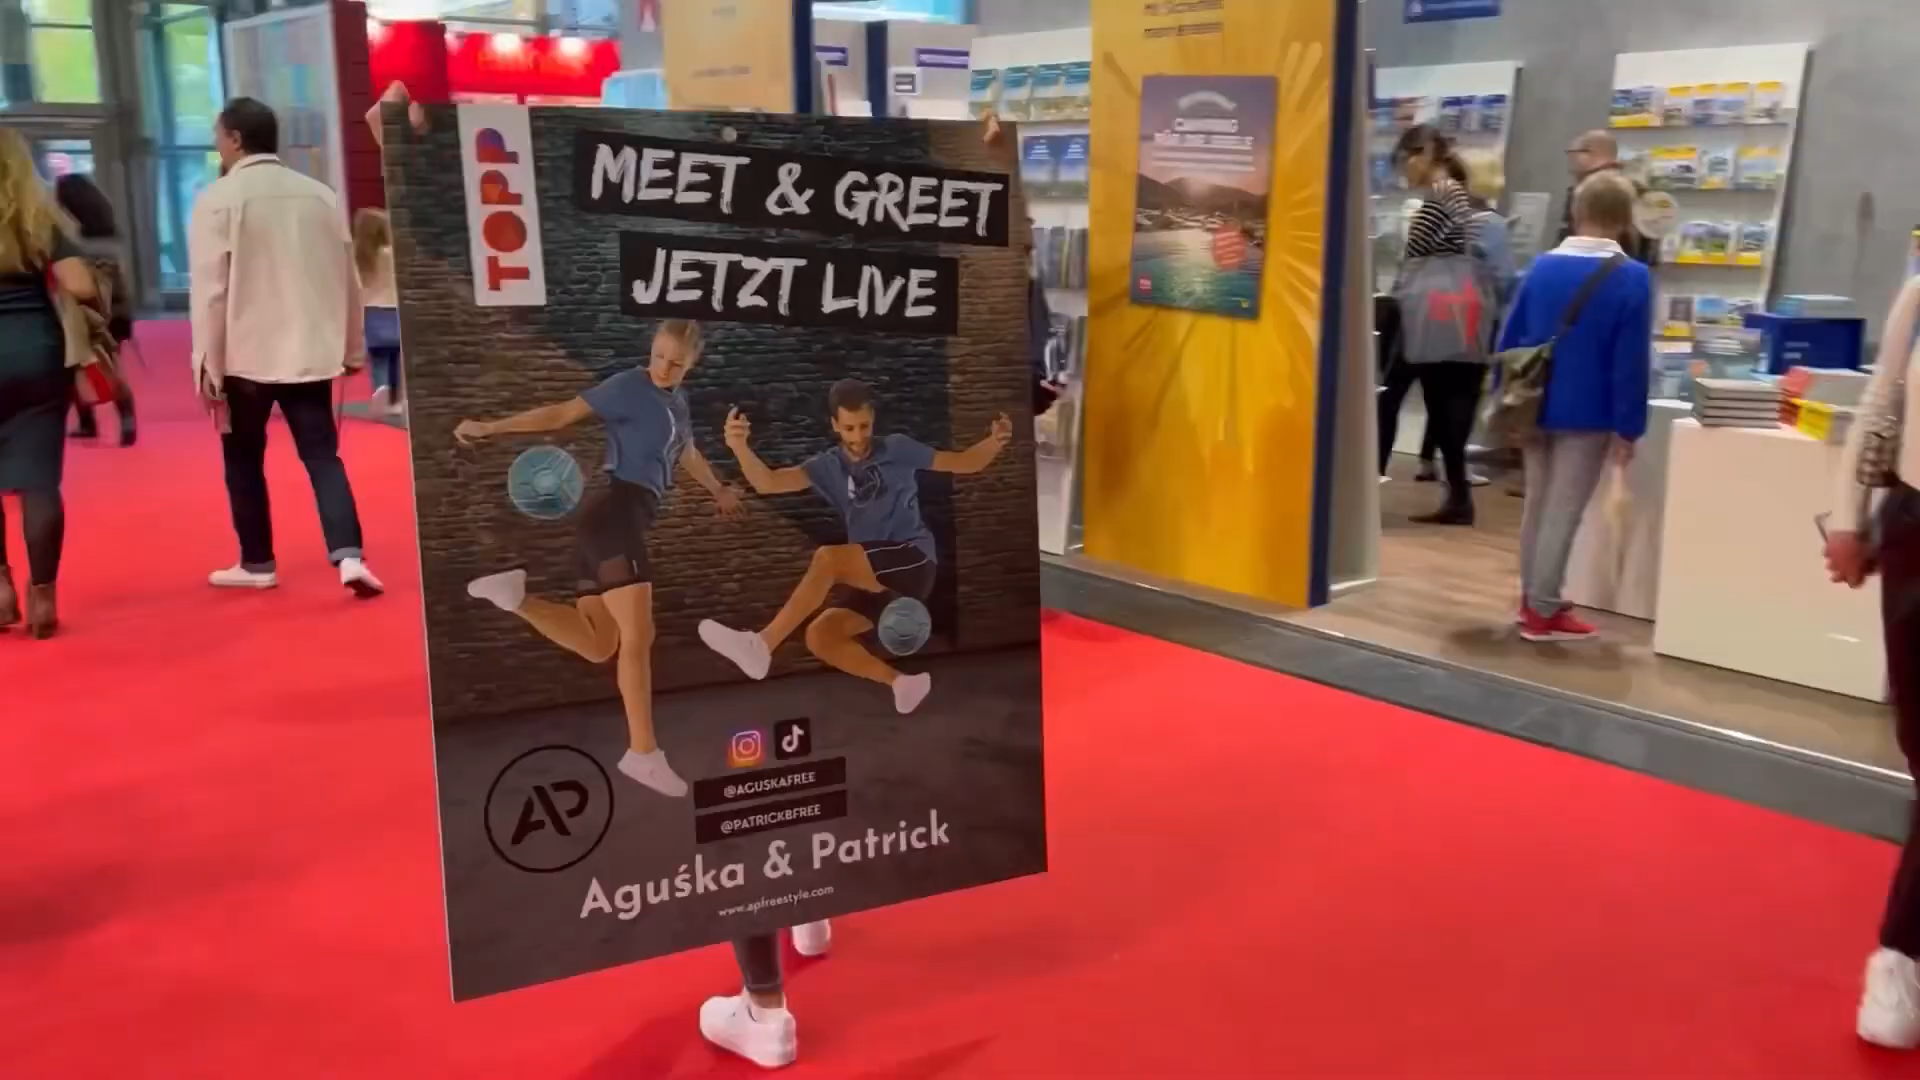 TOPP
MEET & GREET
JETZT LIVE
@AGUSKAFREE
@PATRICKBFREE
AP
Aguśka & Patrick
www.apfreestyle.com